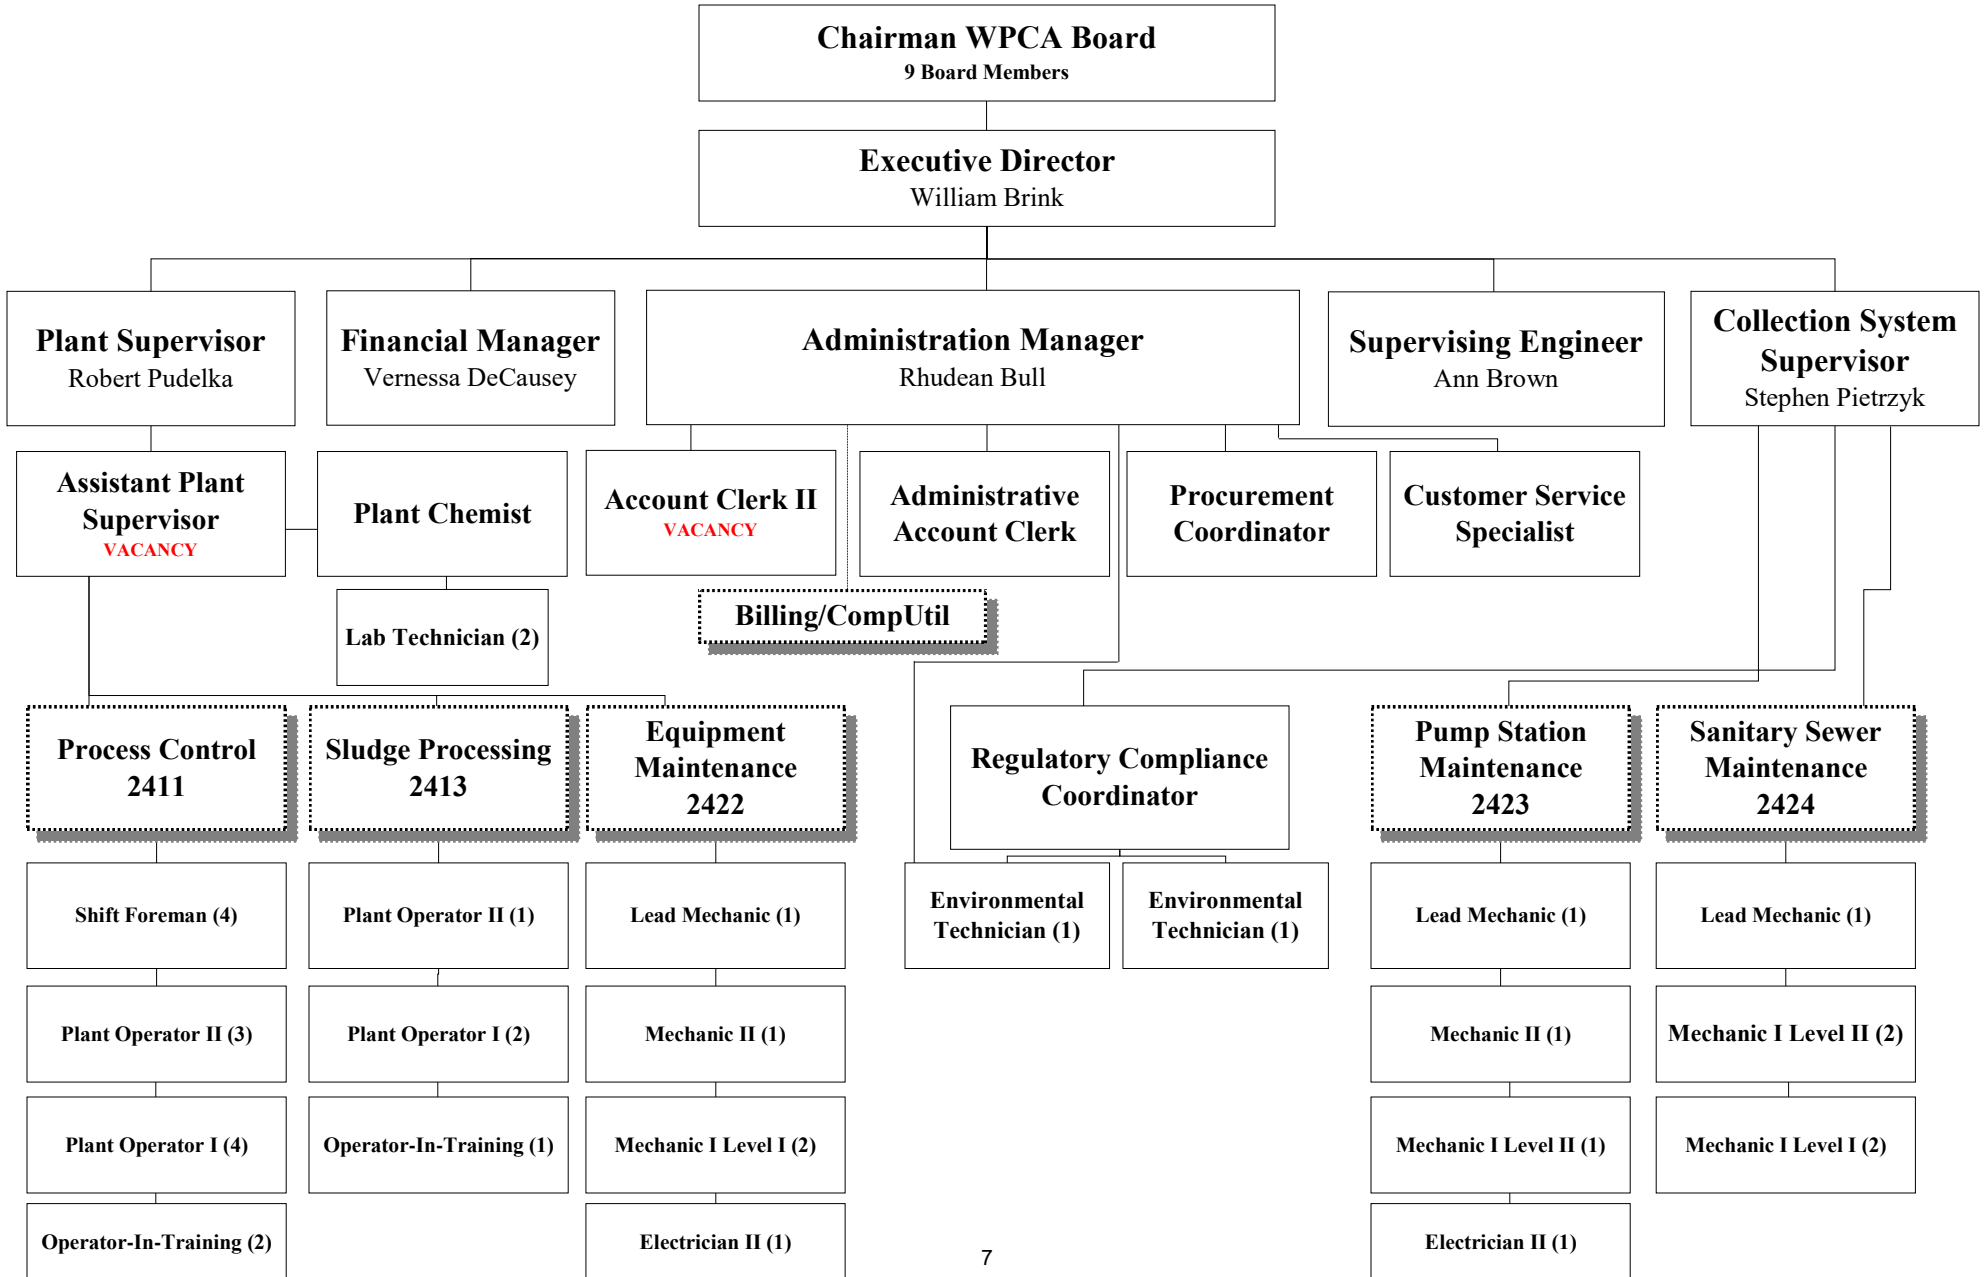 Chairman WPCA Board
9 Board Members
Executive Director
William Brink
Plant Supervisor
Robert Pudelka
Financial Manager
Vernessa DeCausey
Administration Manager
Rhudean Bull
Supervising Engineer
Ann Brown
Collection System
Supervisor
Stephen Pietrzyk
Assistant Plant
Supervisor
VACANCY
Plant Chemist
Account Clerk II
VACANCY
Administrative
Account Clerk
Procurement
Coordinator
Customer Service
Specialist
Lab Technician (2)
Billing/CompUtil
Process Control
2411
Sludge Processing
2413
Equipment
Maintenance
2422
Regulatory Compliance
Coordinator
Pump Station
Maintenance
2423
Sanitary Sewer
Maintenance
2424
Shift Foreman (4)
Plant Operator II (1)
Lead Mechanic (1)
Environmental
Technician (1)
Environmental
Technician (1)
Lead Mechanic (1)
Lead Mechanic (1)
Plant Operator II (3)
Plant Operator I (2)
Mechanic II (1)
Mechanic II (1)
Mechanic I Level II (2)
Plant Operator I (4)
Operator-In-Training (1)
Mechanic I Level I (2)
Mechanic I Level II (1)
Mechanic I Level I (2)
Operator-In-Training (2)
Electrician II (1)
Electrician II (1)
7